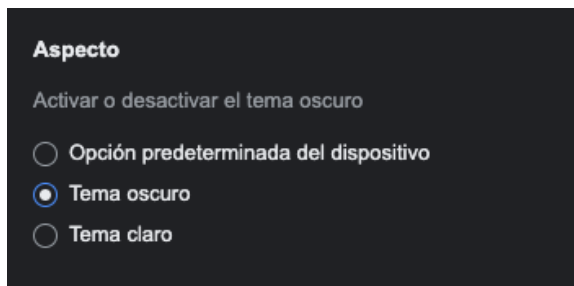 Aspecto
Activar o desactivar el tema oscuro
Opción predeterminada del dispositivo
Tema oscuro
Tema claro